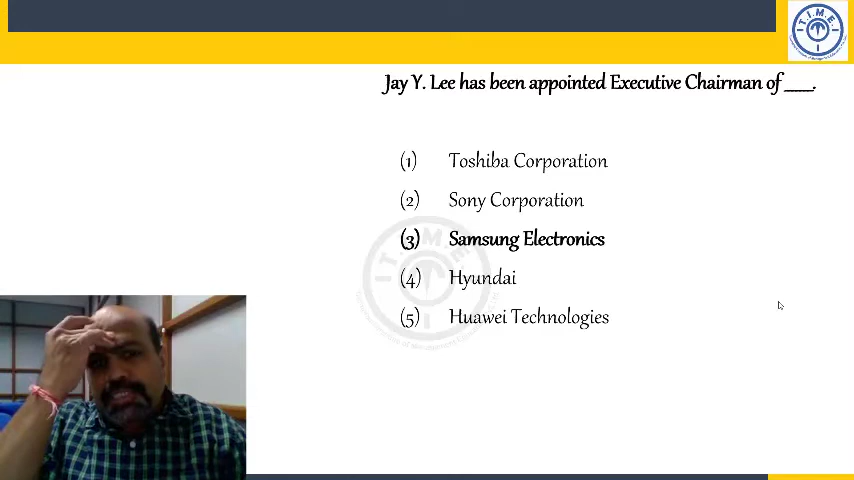 T.I.M.E.
Jay Y. Lee has been appointed Executive Chairman of ____.
(1) Toshiba Corporation
(2) Sony Corporation
(3) Samsung Electronics
(4) Hyundai
(5) Huawei Technologies